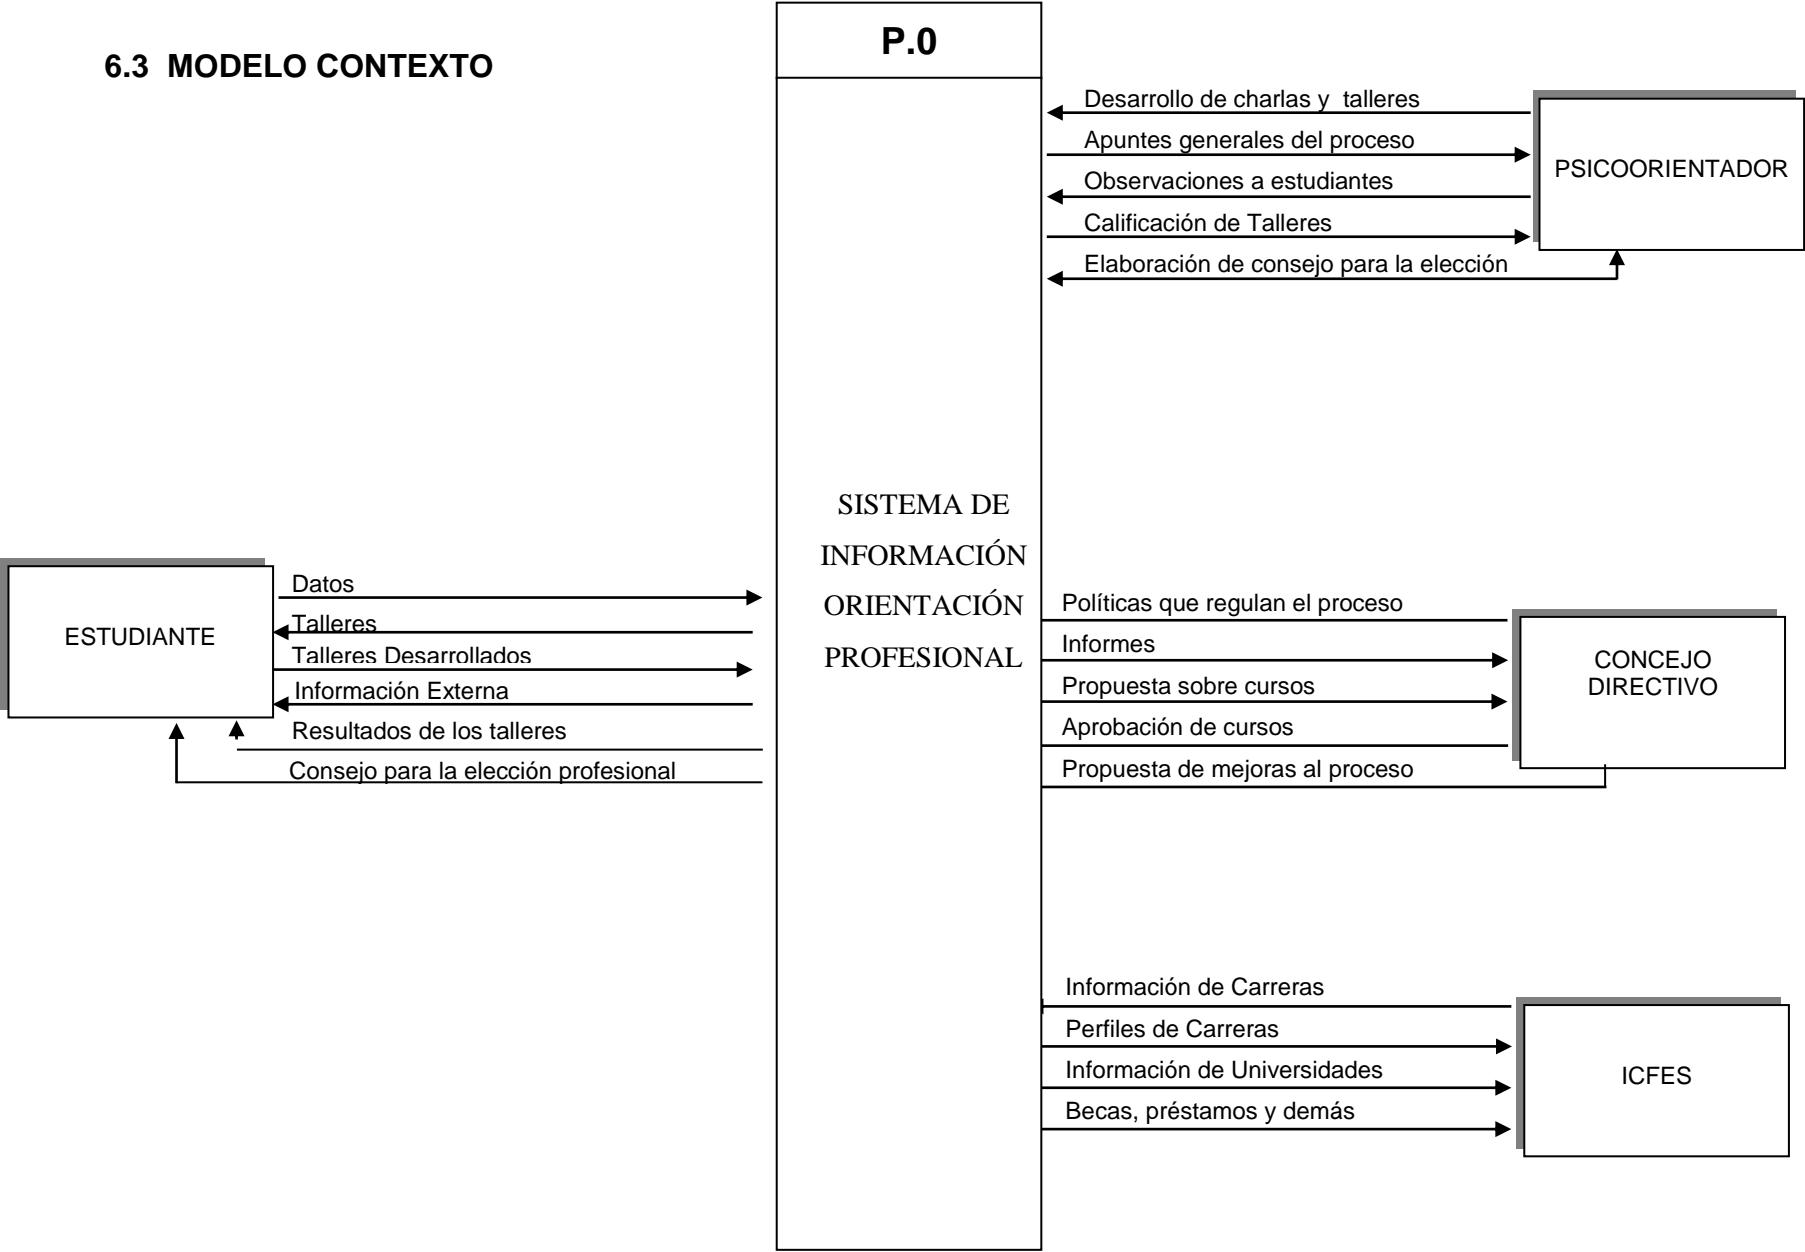 P.0
6.3 MODELO CONTEXTO
Desarrollo de charlas y talleres
Apuntes generales del proceso
Observaciones a estudiantes
Calificación de Talleres
Elaboración de consejo para la elección
PSICOORIENTADOR
SISTEMA DE
INFORMACIÓN
ORIENTACIÓN
PROFESIONAL
ESTUDIANTE
Datos
Talleres
Talleres Desarrollados
Información Externa
Resultados de los talleres
Consejo para la elección profesional
Políticas que regulan el proceso
Informes
Propuesta sobre cursos
Aprobación de cursos
Propuesta de mejoras al proceso
CONCEJO
DIRECTIVO
Información de Carreras
Perfiles de Carreras
Información de Universidades
Becas, préstamos y demás
ICFES